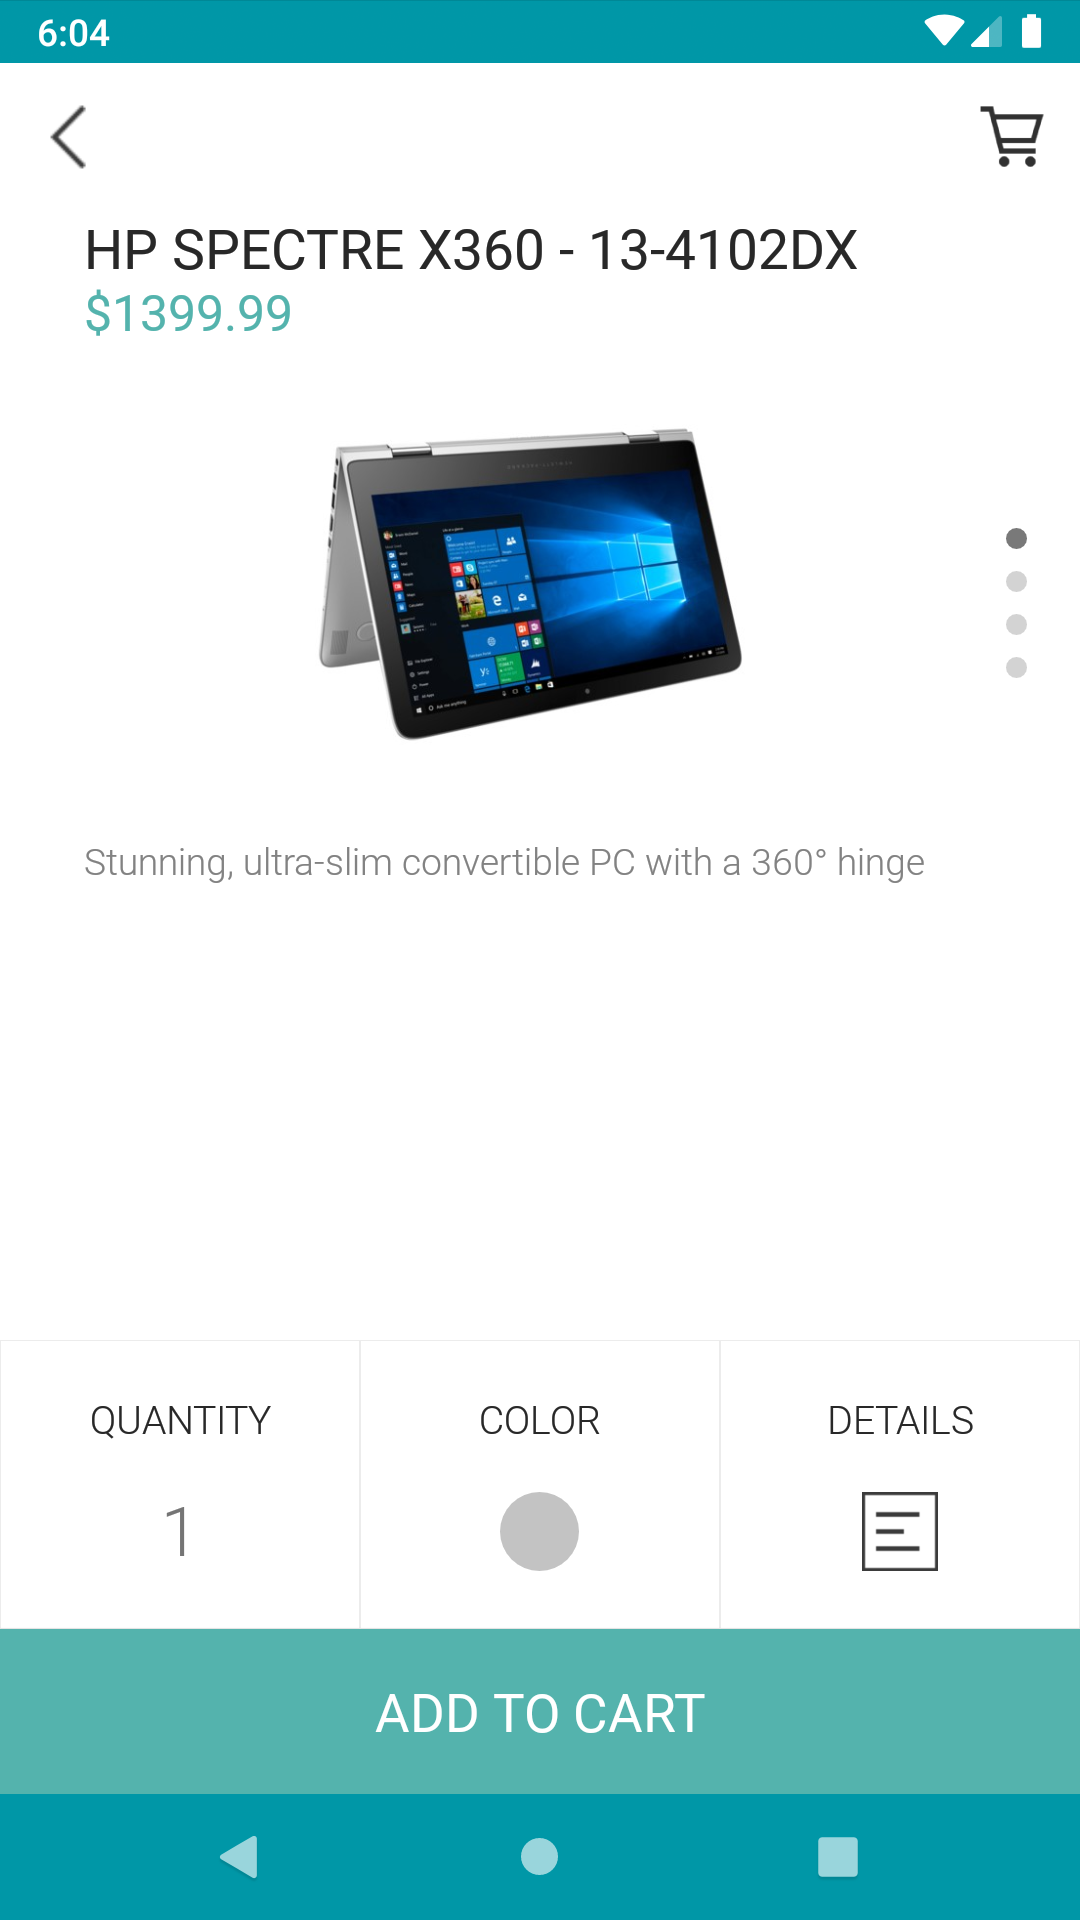 6:04
HP SPECTRE X360 - 13-4102DX
$1399.99
Stunning, ultra-slim convertible PC with a 360° hinge
QUANTITY
COLOR
DETAILS
1
ADD TO CART